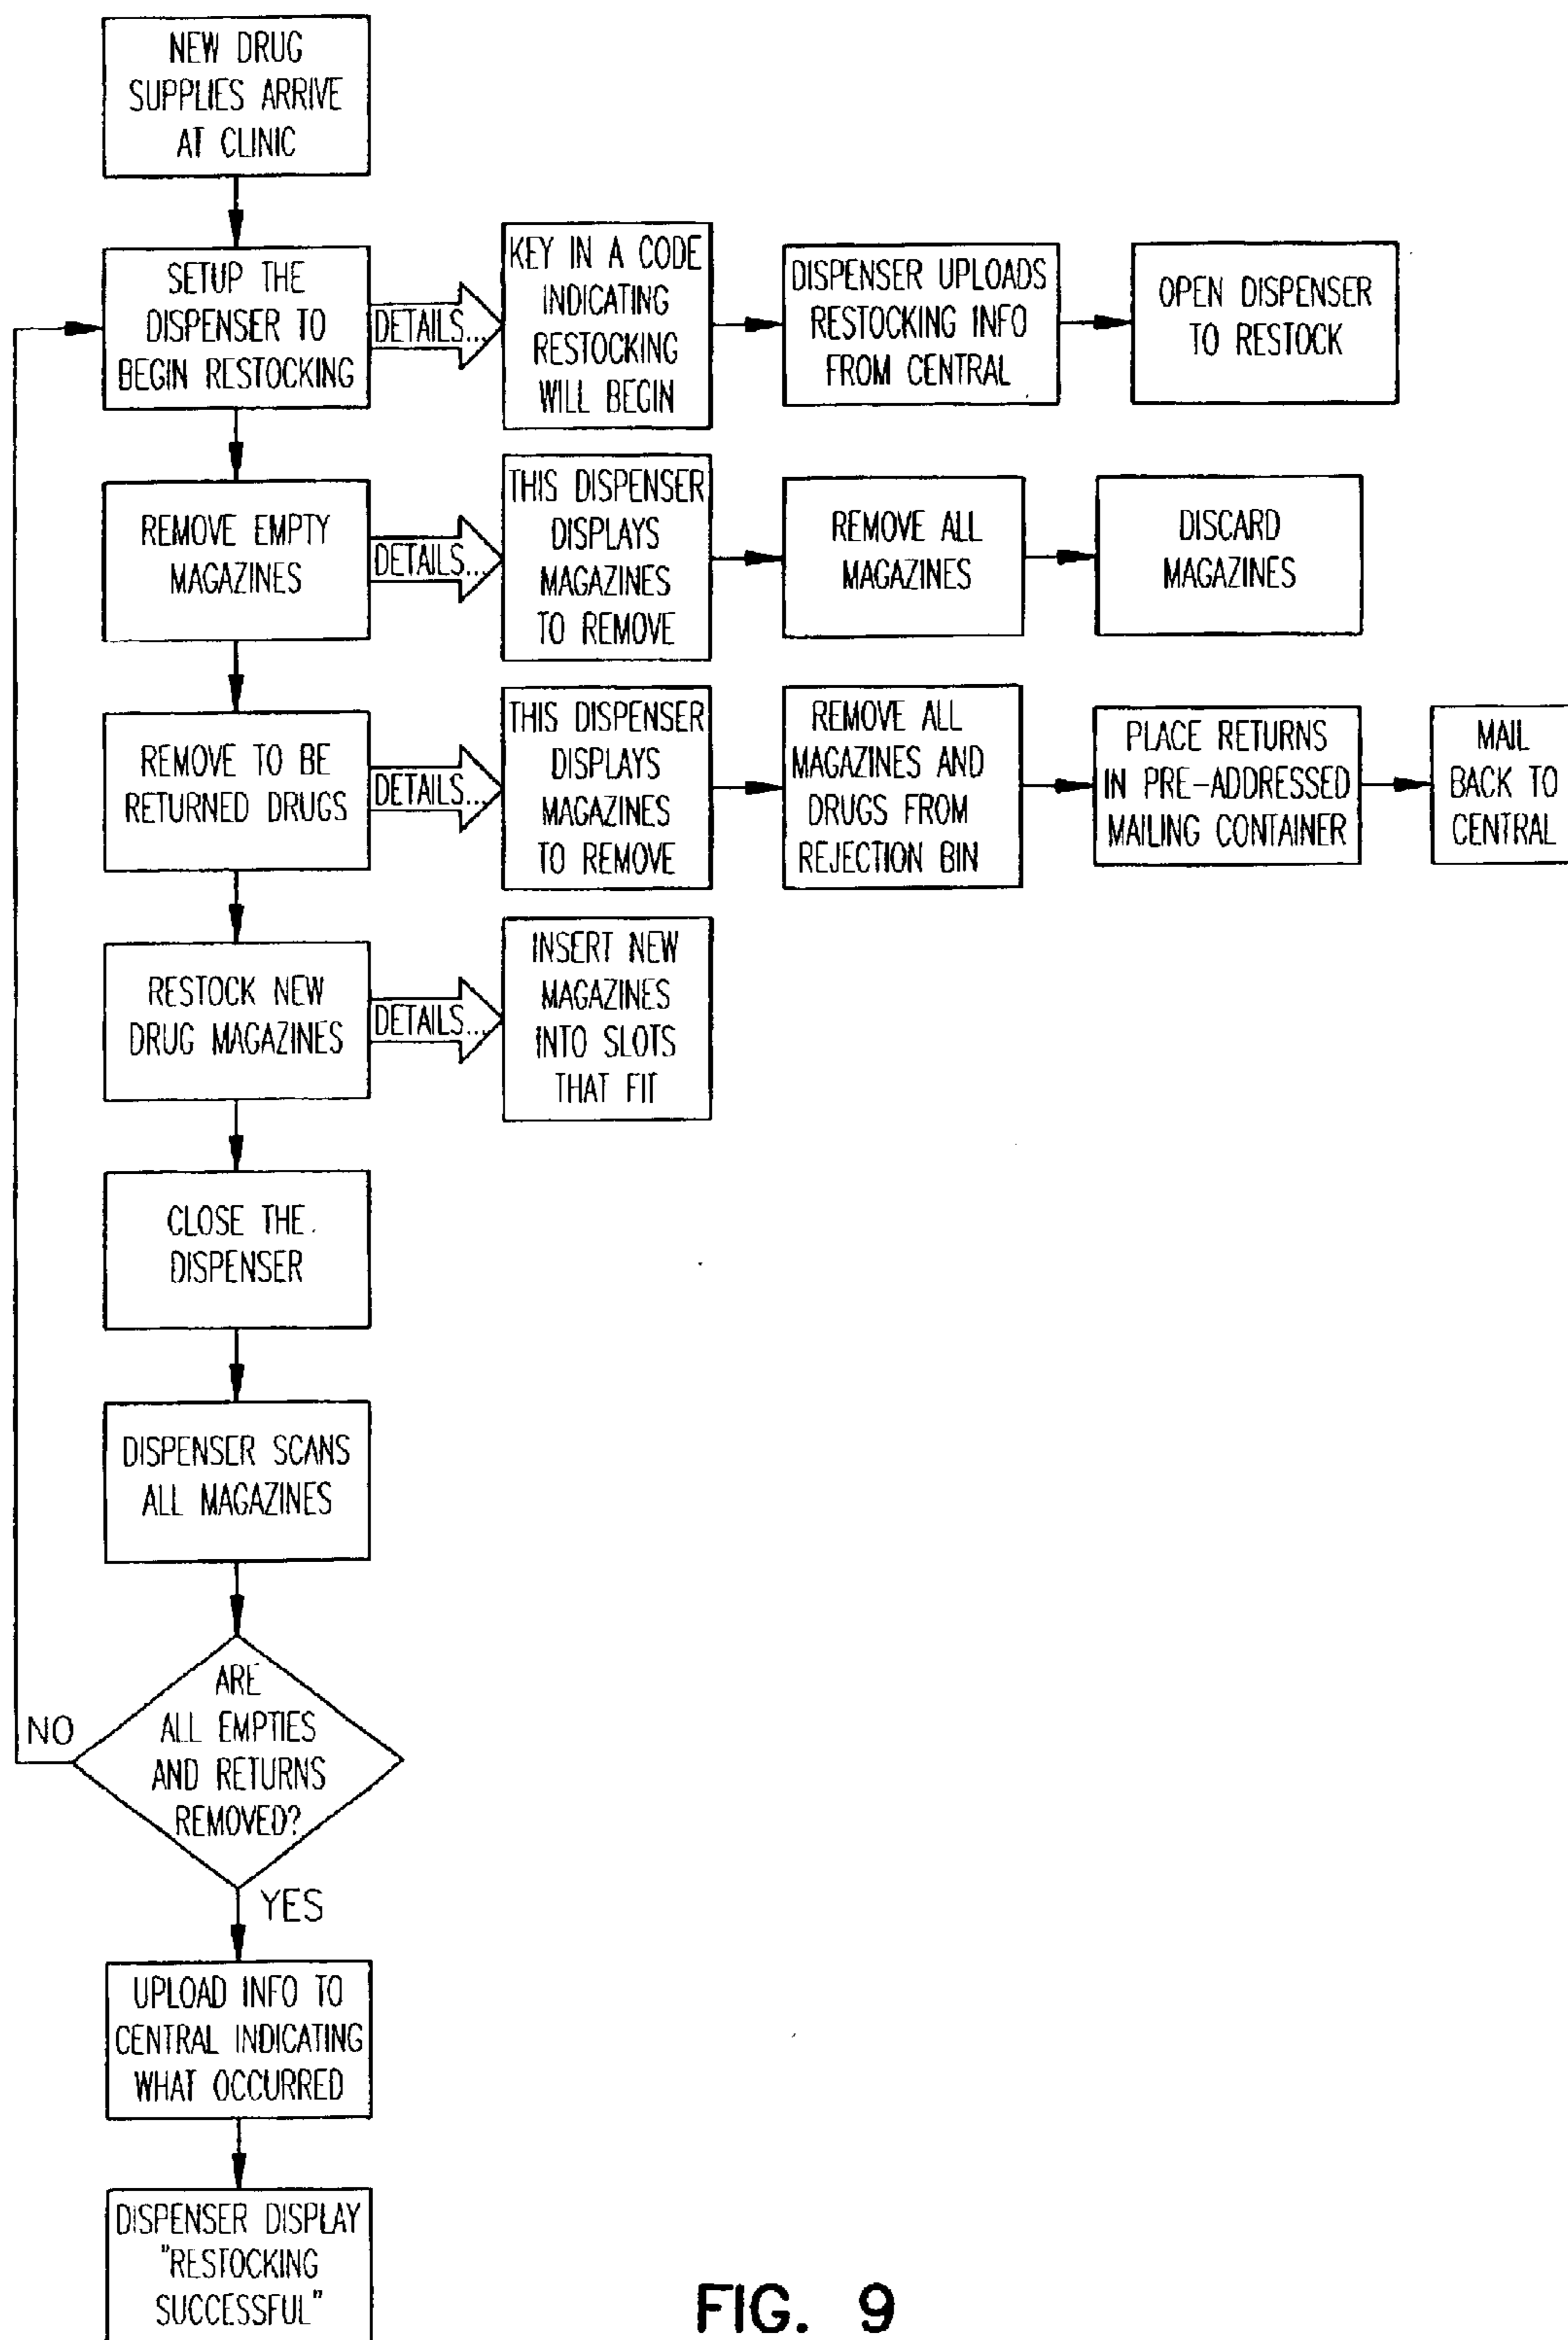 NEW DRUG
SUPPLIES ARRIVE
AT CLINIC
SETUP THE
DISPENSER TO
BEGIN RESTOCKING
DETAILS...
KEY IN A CODE
INDICATING
RESTOCKING
WILL BEGIN
DISPENSER UPLOADS
RESTOCKING INFO
FROM CENTRAL
OPEN DISPENSER
TO RESTOCK
REMOVE EMPTY
MAGAZINES
DETAILS...
THIS DISPENSER
DISPLAYS
MAGAZINES
TO REMOVE
REMOVE ALL
MAGAZINES
DISCARD
MAGAZINES
REMOVE TO BE
RETURNED DRUGS
DETAILS...
THIS DISPENSER
DISPLAYS
MAGAZINES
TO REMOVE
REMOVE ALL
MAGAZINES AND
DRUGS FROM
REJECTION BIN
PLACE RETURNS
IN PRE-ADDRESSED
MAILING CONTAINER
MAIL
BACK TO
CENTRAL
RESTOCK NEW
DRUG MAGAZINES
DETAILS...
INSERT NEW
MAGAZINES
INTO SLOTS
THAT FIT
CLOSE THE
DISPENSER
DISPENSER SCANS
ALL MAGAZINES
ARE
ALL EMPTIES
AND RETURNS
REMOVED?
NO
YES
UPLOAD INFO TO
CENTRAL INDICATING
WHAT OCCURRED
DISPENSER DISPLAY
"RESTOCKING
SUCCESSFUL"
FIG. 9